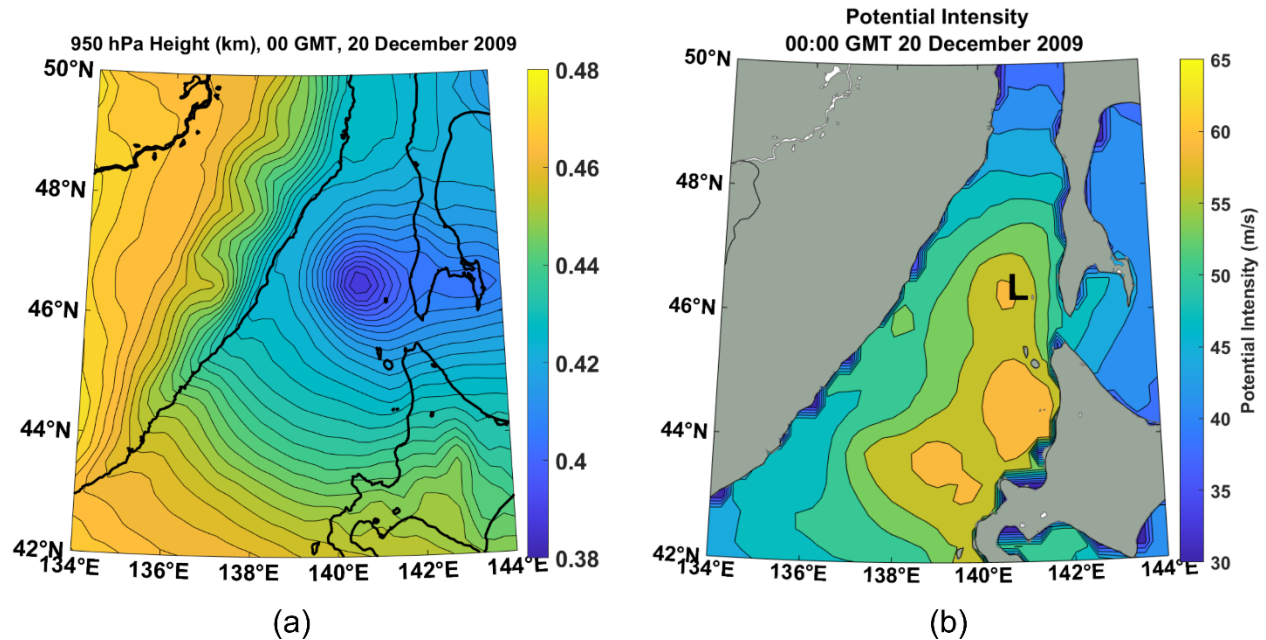 950 hPa Height (km), 00 GMT, 20 December 2009
50°N
48°N
46°N
44°N
42°N
134°E
136°E
138°E
140°E
142°E
144°E
0.48
0.46
0.44
0.42
0.4
0.38
(a)
Potential Intensity
00:00 GMT 20 December 2009
50°N
48°N
46°N
44°N
42°N
134°E
136°E
138°E
140°E
142°E
144°E
L
65
60
55
50
45
40
35
30
Potential Intensity (m/s)
(b)